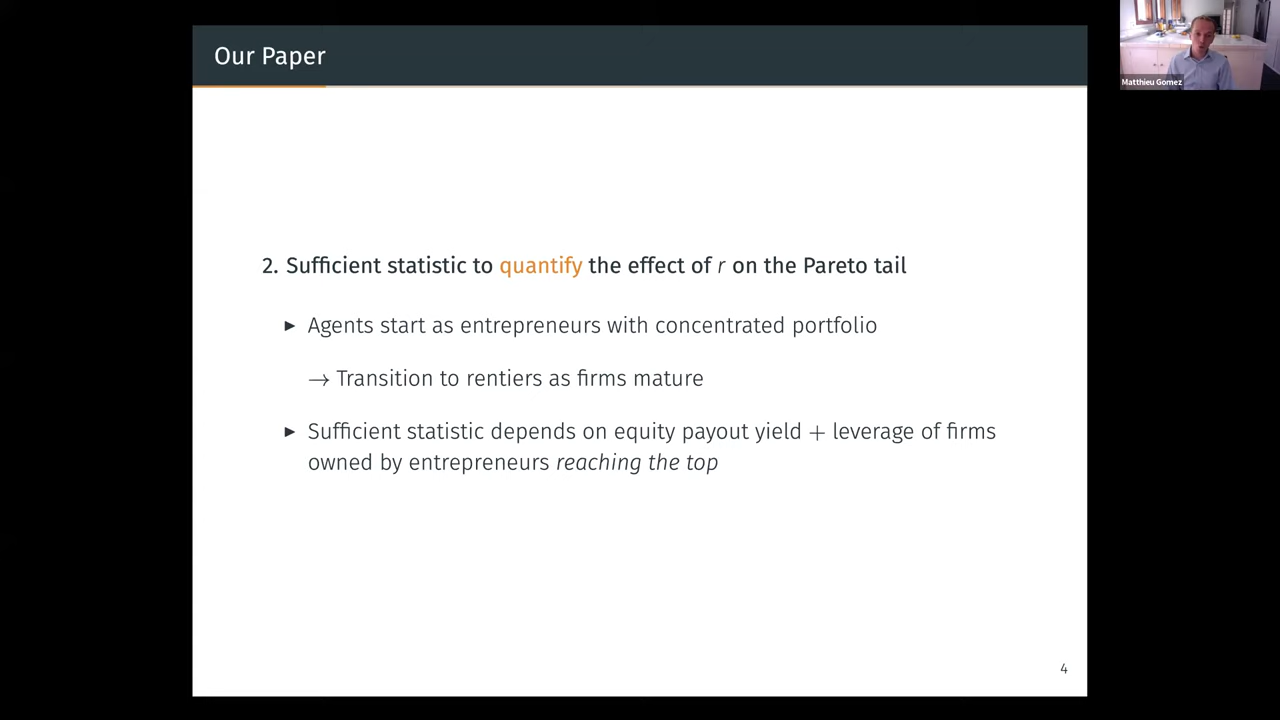 Our Paper
Matthieu Gomez
2. Sufficient statistic to quantify the effect of r on the Pareto tail
▶ Agents start as entrepreneurs with concentrated portfolio
→ Transition to rentiers as firms mature
▶ Sufficient statistic depends on equity payout yield + leverage of firms
owned by entrepreneurs reaching the top
4